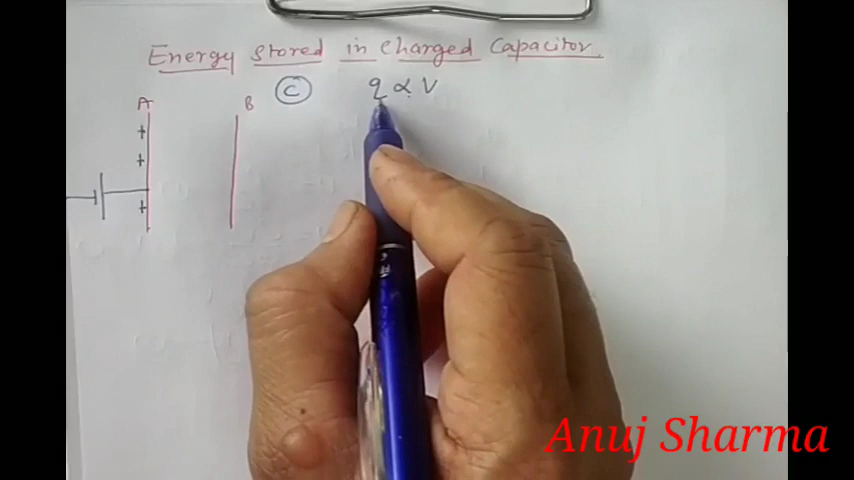 Energy stored in charged Capacitor.
C q ∝ V
A B
+
+
+
Anuj Sharma